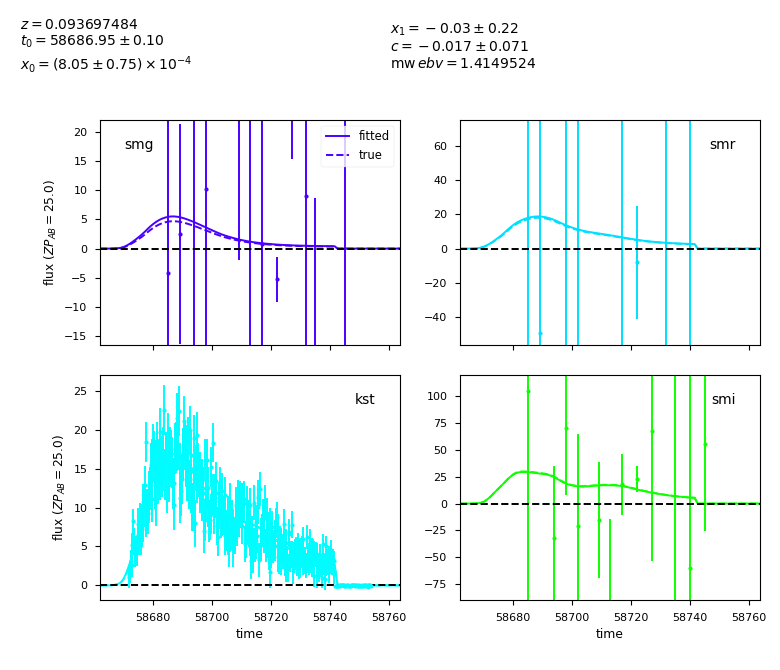 z = 0.093697484
t₀ = 58686.95 ± 0.10
x₀ = (8.05 ± 0.75) × 10⁻⁴
x₁ = −0.03 ± 0.22
c = −0.017 ± 0.071
mw ebv = 1.4149524
smg
fitted
true
20
15
10
5
0
−5
−10
−15
flux (ZP_AB = 25.0)
smr
60
40
20
0
−20
−40
kst
25
20
15
10
5
0
flux (ZP_AB = 25.0)
58680 58700 58720 58740 58760
time
smi
100
75
50
25
0
−25
−50
−75
58680 58700 58720 58740 58760
time